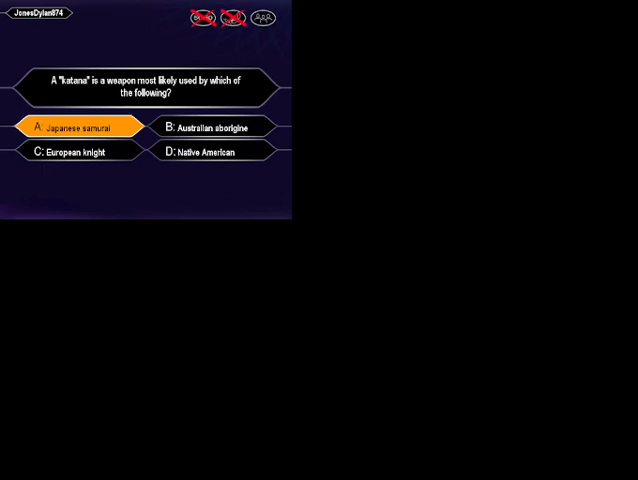 JonesDylan874
A "katana" is a weapon most likely used by which of
the following?
A: Japanese samurai
B: Australian aborigine
C: European knight
D: Native American